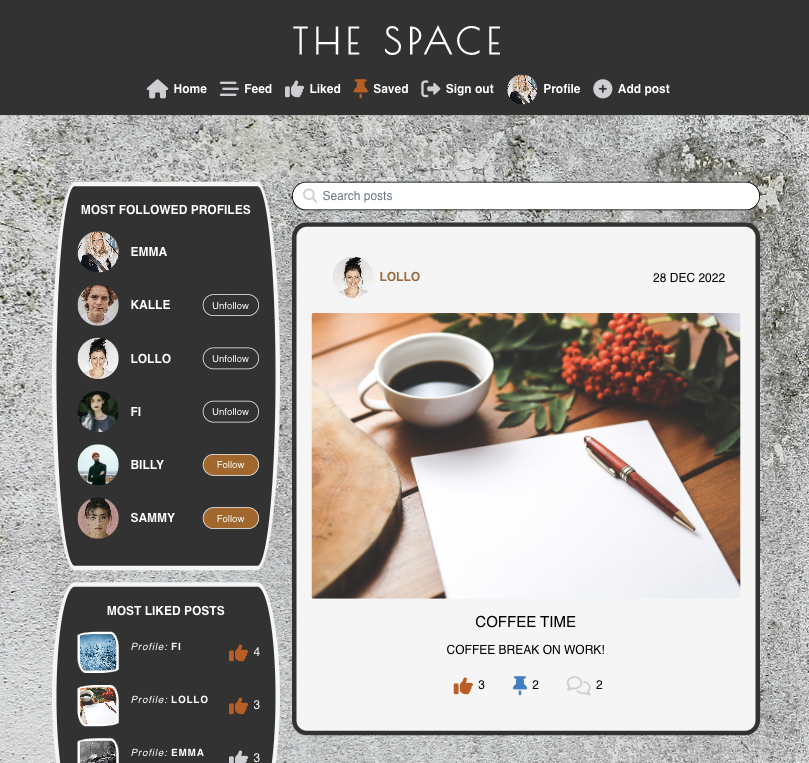 THE SPACE
Home Feed Liked Saved Sign out Profile Add post
MOST FOLLOWED PROFILES
EMMA
KALLE Unfollow
LOLLO Unfollow
FI Unfollow
BILLY Follow
SAMMY Follow
MOST LIKED POSTS
Profile: FI 4
Profile: LOLLO 3
Profile: EMMA 3
Search posts
LOLLO 28 DEC 2022
COFFEE TIME
COFFEE BREAK ON WORK!
3 2 2